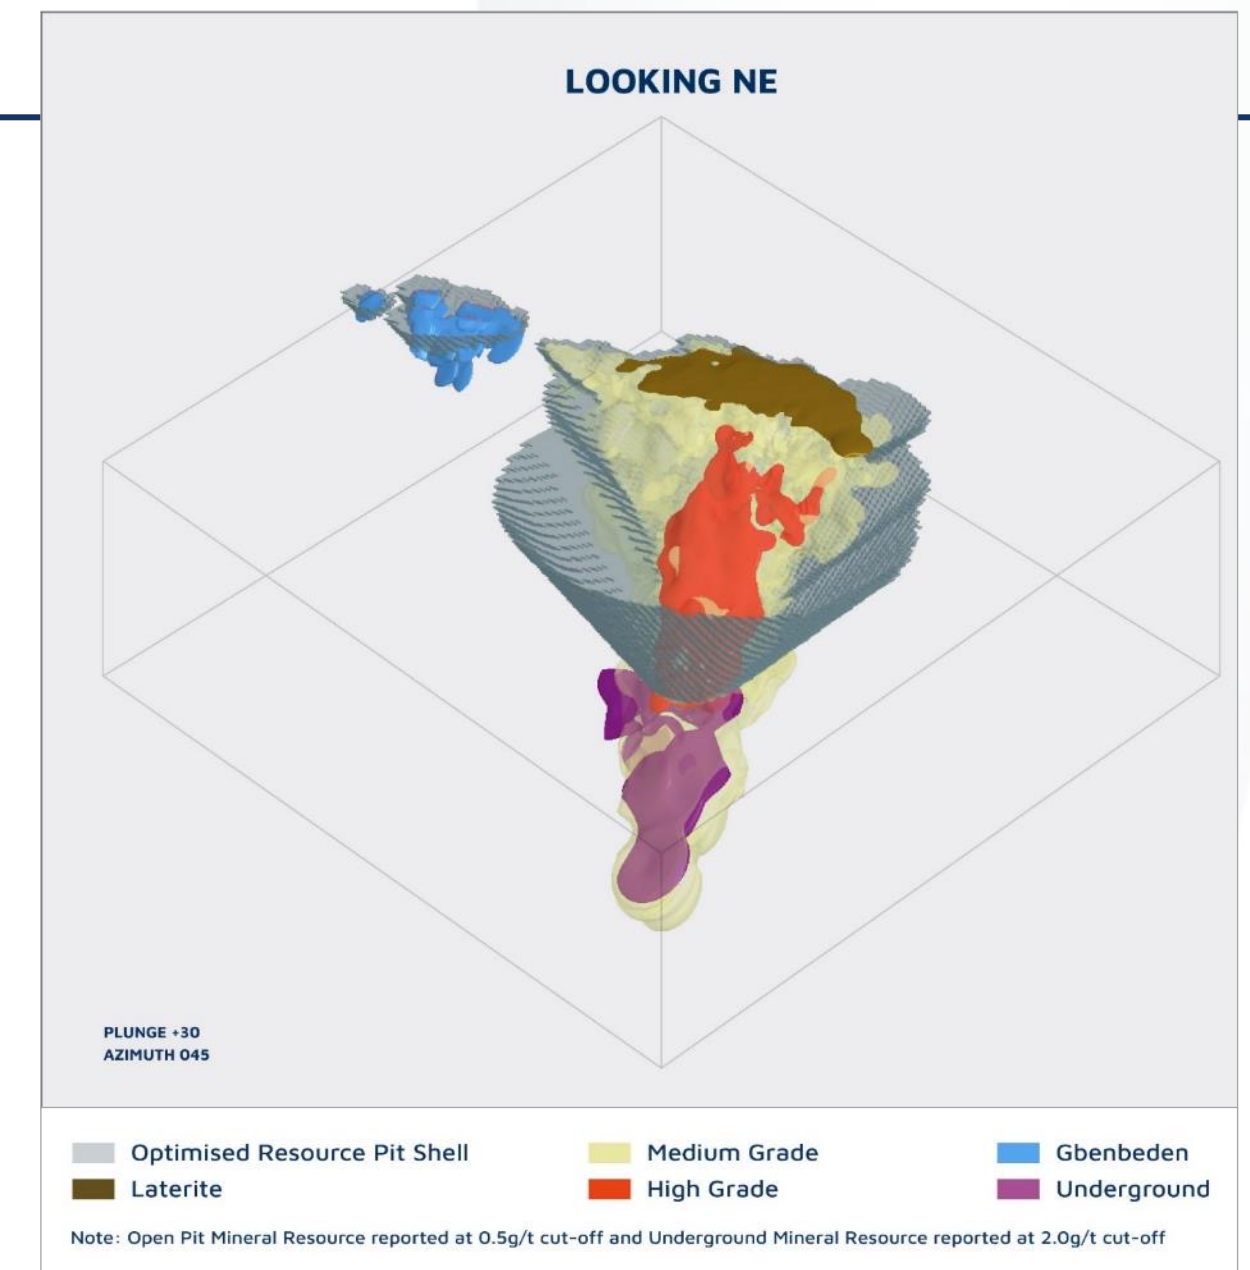 LOOKING NE
PLUNGE +30
AZIMUTH 045
Optimised Resource Pit Shell
Medium Grade
Gbenbeden
Laterite
High Grade
Underground
Note: Open Pit Mineral Resource reported at 0.5g/t cut-off and Underground Mineral Resource reported at 2.0g/t cut-off